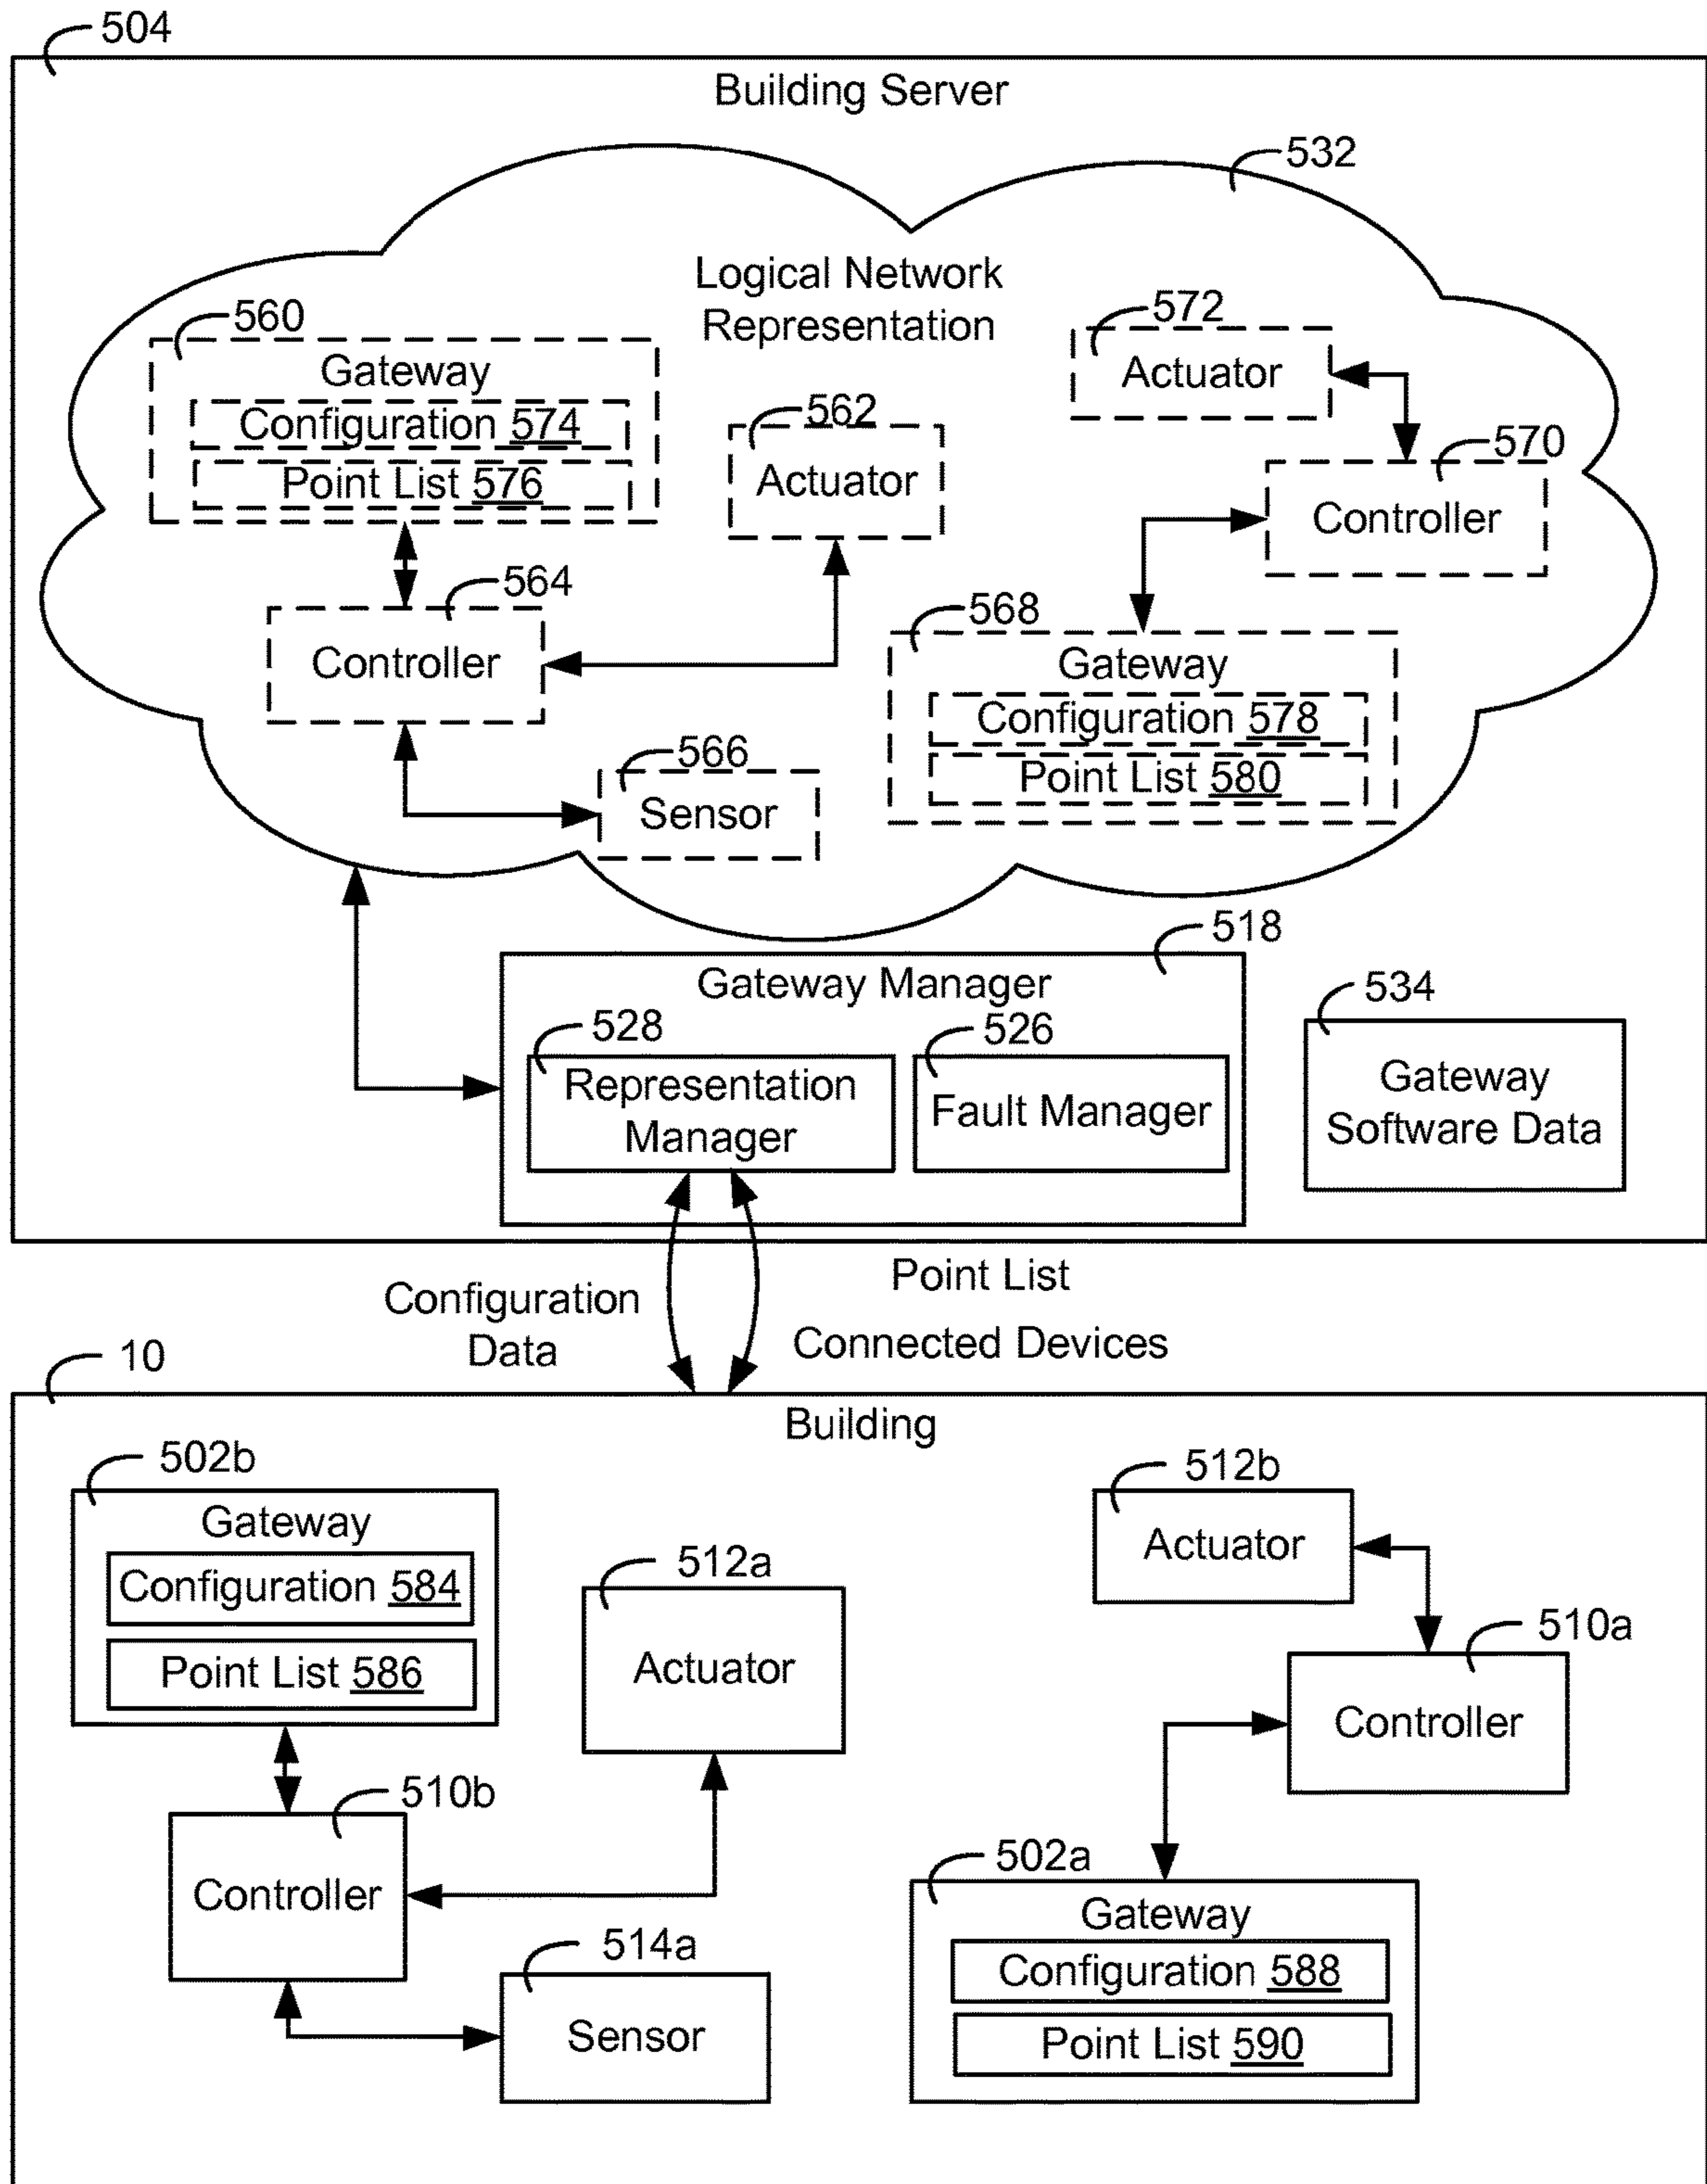 504
Building Server
532
Logical Network
Representation
560
Gateway
Configuration 574
Point List 576
562
Actuator
572
Actuator
570
Controller
564
Controller
568
Gateway
Configuration 578
Point List 580
566
Sensor
518
Gateway Manager
528
Representation
Manager
526
Fault Manager
534
Gateway
Software Data
Configuration
Data
Point List
Connected Devices
10
Building
502b
Gateway
Configuration 584
Point List 586
512a
Actuator
512b
Actuator
510a
Controller
510b
Controller
502a
Gateway
Configuration 588
Point List 590
514a
Sensor